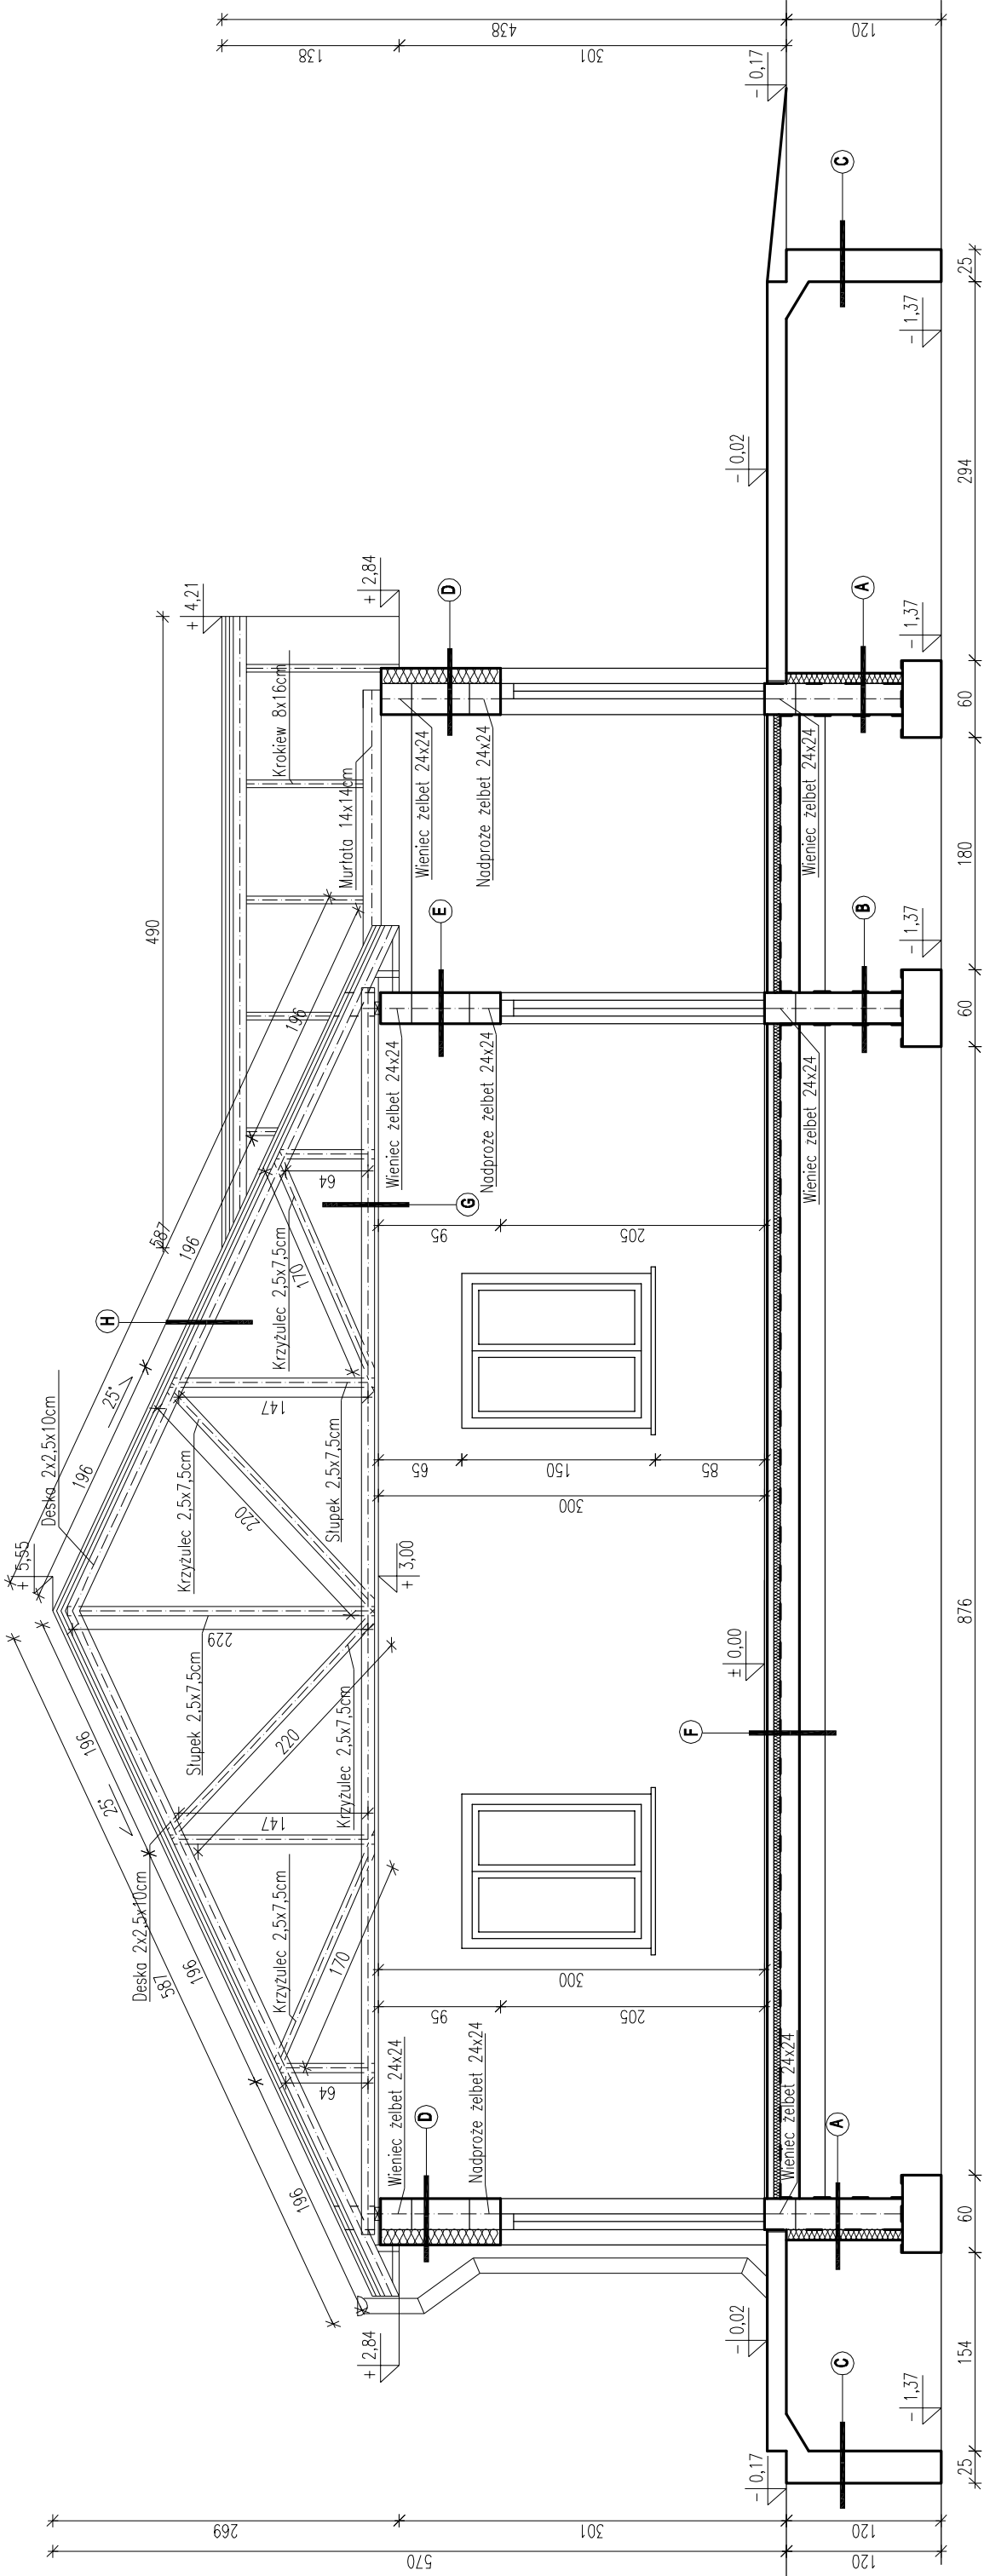 570
120
269
301
120
587
196
196
196
25°
Deska 2x2,5x10cm
+ 5,55
Deska 2x2,5x10cm
25°
196
196
196
587
490
+ 4,21
Krokiew 8x16cm
Murłata 14x14cm
+ 2,84
H
64
Krzyżulec 2,5x7,5cm
170
147
Słupek 2,5x7,5cm
220
Krzyżulec 2,5x7,5cm
229
Krzyżulec 2,5x7,5cm
220
147
Słupek 2,5x7,5cm
Krzyżulec 2,5x7,5cm
170
64
G
+ 2,84
D
Wieniec żelbet 24x24
Nadproże żelbet 24x24
95
205
300
+ 3,00
± 0,00
65
150
85
300
95
205
Wieniec żelbet 24x24
Nadproże żelbet 24x24
E
Wieniec żelbet 24x24
Nadproże żelbet 24x24
D
138
301
438
120
- 0,17
- 0,02
Wieniec żelbet 24x24
F
Wieniec żelbet 24x24
Wieniec żelbet 24x24
- 0,02
- 0,17
C
A
B
A
C
- 1,37
- 1,37
- 1,37
- 1,37
25
154
60
876
60
180
60
294
25